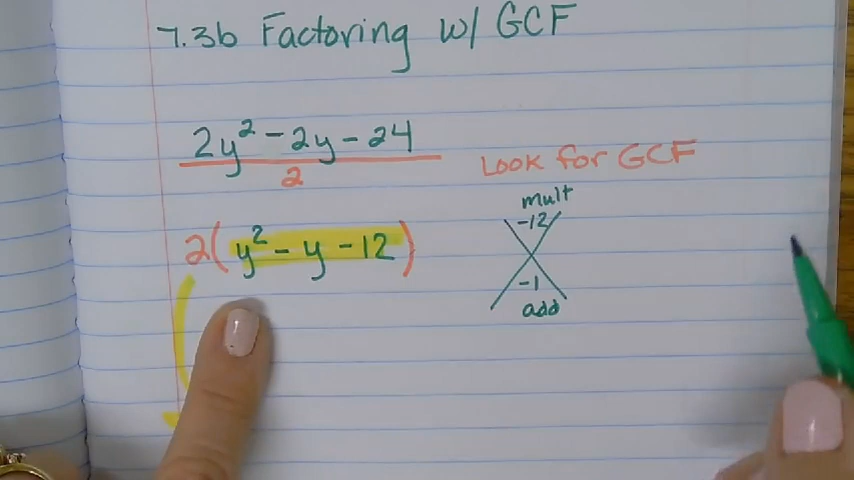 7.3b Factoring w/ GCF
2y² - 2y - 24
2
Look for GCF
mult
-12
2(y² - y - 12)
-1
add